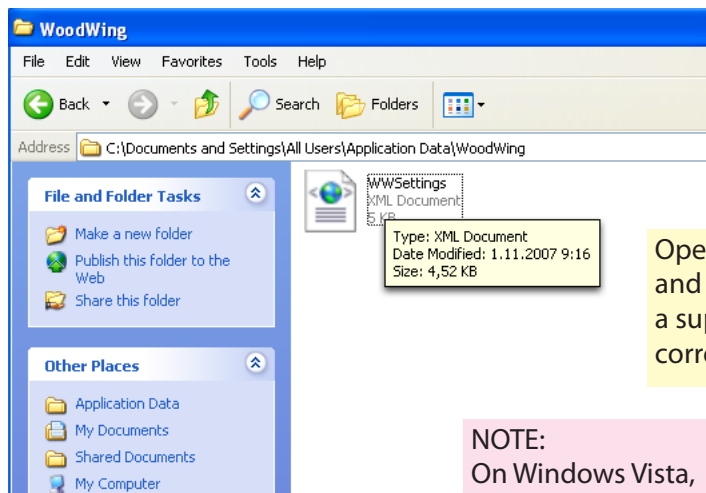 WoodWing
File Edit View Favorites Tools Help
Back Search Folders
Address C:\Documents and Settings\All Users\Application Data\WoodWing
File and Folder Tasks
Make a new folder
Publish this folder to the
Web
Share this folder
Other Places
Application Data
My Documents
Shared Documents
My Computer
WWSettings
XML Document
5 KB
Type: XML Document
Date Modified: 1.11.2007 9:16
Size: 4,52 KB
Ope
and
a su
corr
NOTE:
On Windows Vista,